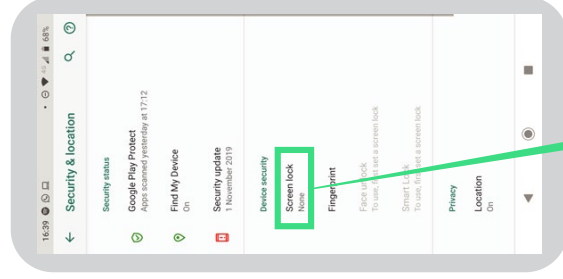 16:39 4G 68%
Security & location
Security status
Google Play Protect
Apps scanned yesterday at 17:12
Find My Device
On
Security update
1 November 2019
Device security
Screen lock
None
Fingerprint
Face unlock
To use, first set a screen lock
Smart Lock
To use, first set a screen lock
Privacy
Location
On